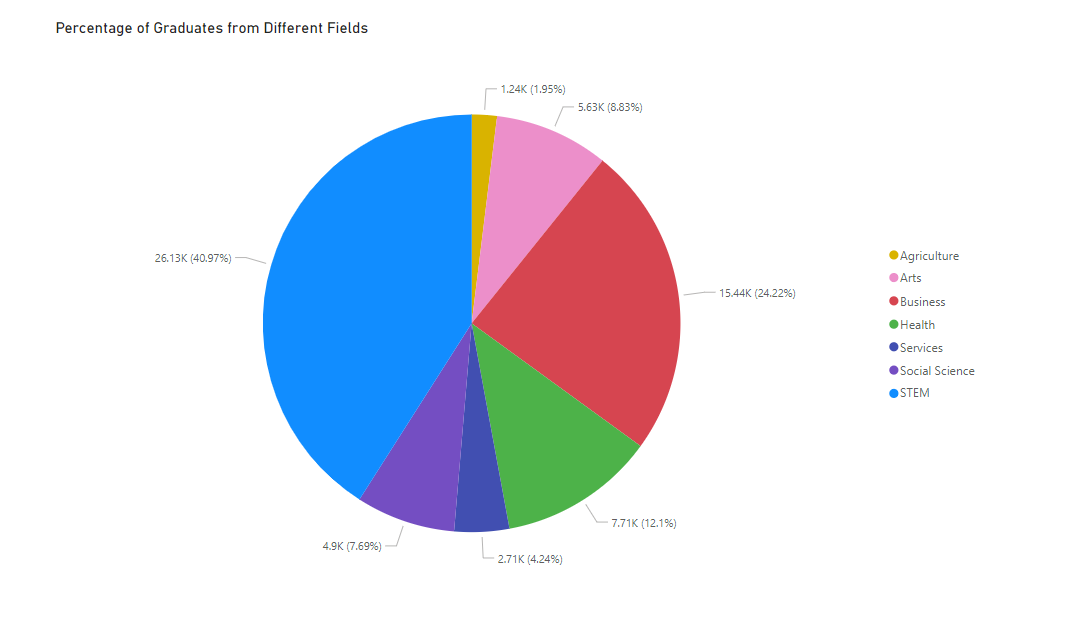 Percentage of Graduates from Different Fields
1.24K (1.95%)
5.63K (8.83%)
26.13K (40.97%)
15.44K (24.22%)
7.71K (12.1%)
4.9K (7.69%)
2.71K (4.24%)
Agriculture
Arts
Business
Health
Services
Social Science
STEM